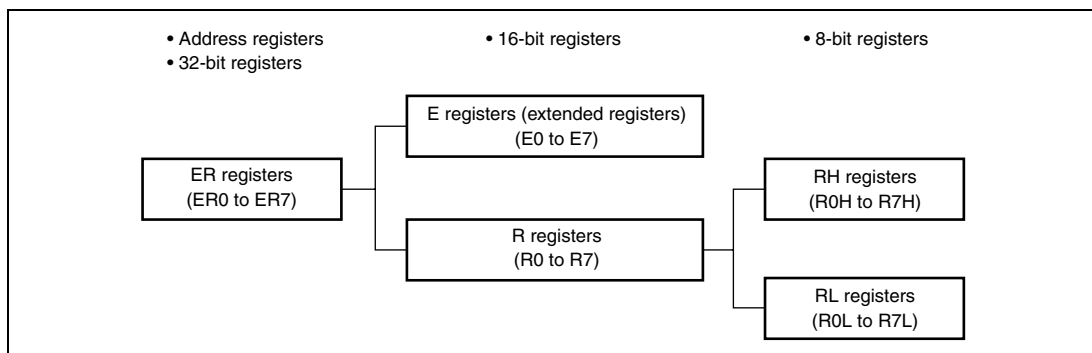 • Address registers
• 32-bit registers
• 16-bit registers
• 8-bit registers
E registers (extended registers)
(E0 to E7)
ER registers
(ER0 to ER7)
RH registers
(R0H to R7H)
R registers
(R0 to R7)
RL registers
(R0L to R7L)